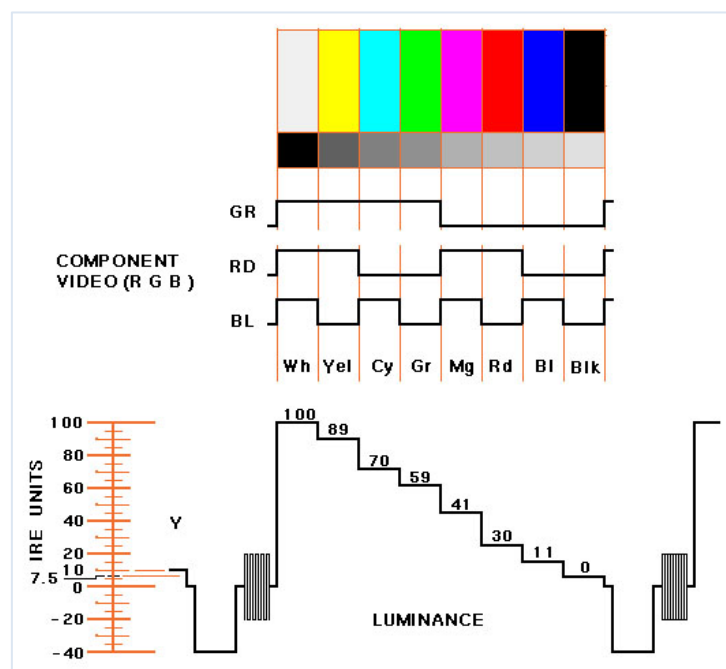 GR
COMPONENT
VIDEO (R G B)
RD
BL
Wh Yel Cy Gr Mg Rd Bl Blk
IRE UNITS
100
80
60
40
20
10
7.5
0
-20
-40
Y
100
89
70
59
41
30
11
0
LUMINANCE